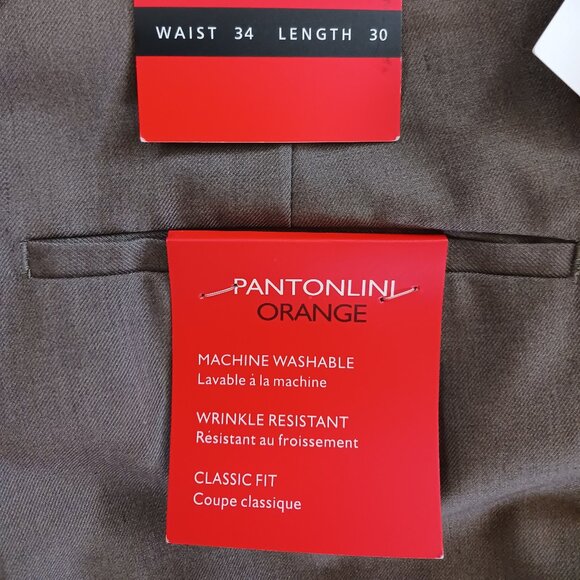 WAIST 34 LENGTH 30
PANTONLINI
ORANGE
MACHINE WASHABLE
Lavable à la machine
WRINKLE RESISTANT
Résistant au froissement
CLASSIC FIT
Coupe classique